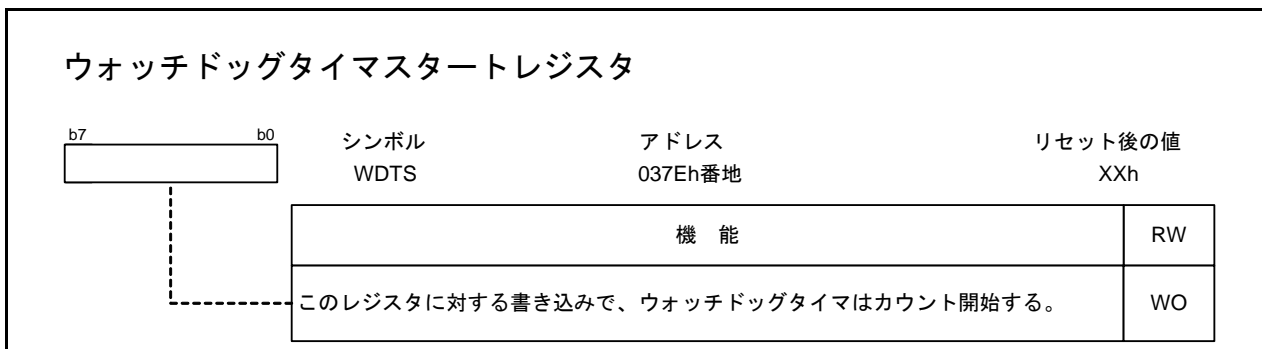 ウォッチドッグタイマスタートレジスタ
b7 b0 シンボル アドレス リセット後の値
WDTS 037Eh番地 XXh
機 能 RW
このレジスタに対する書き込みで、ウォッチドッグタイマはカウント開始する。 WO